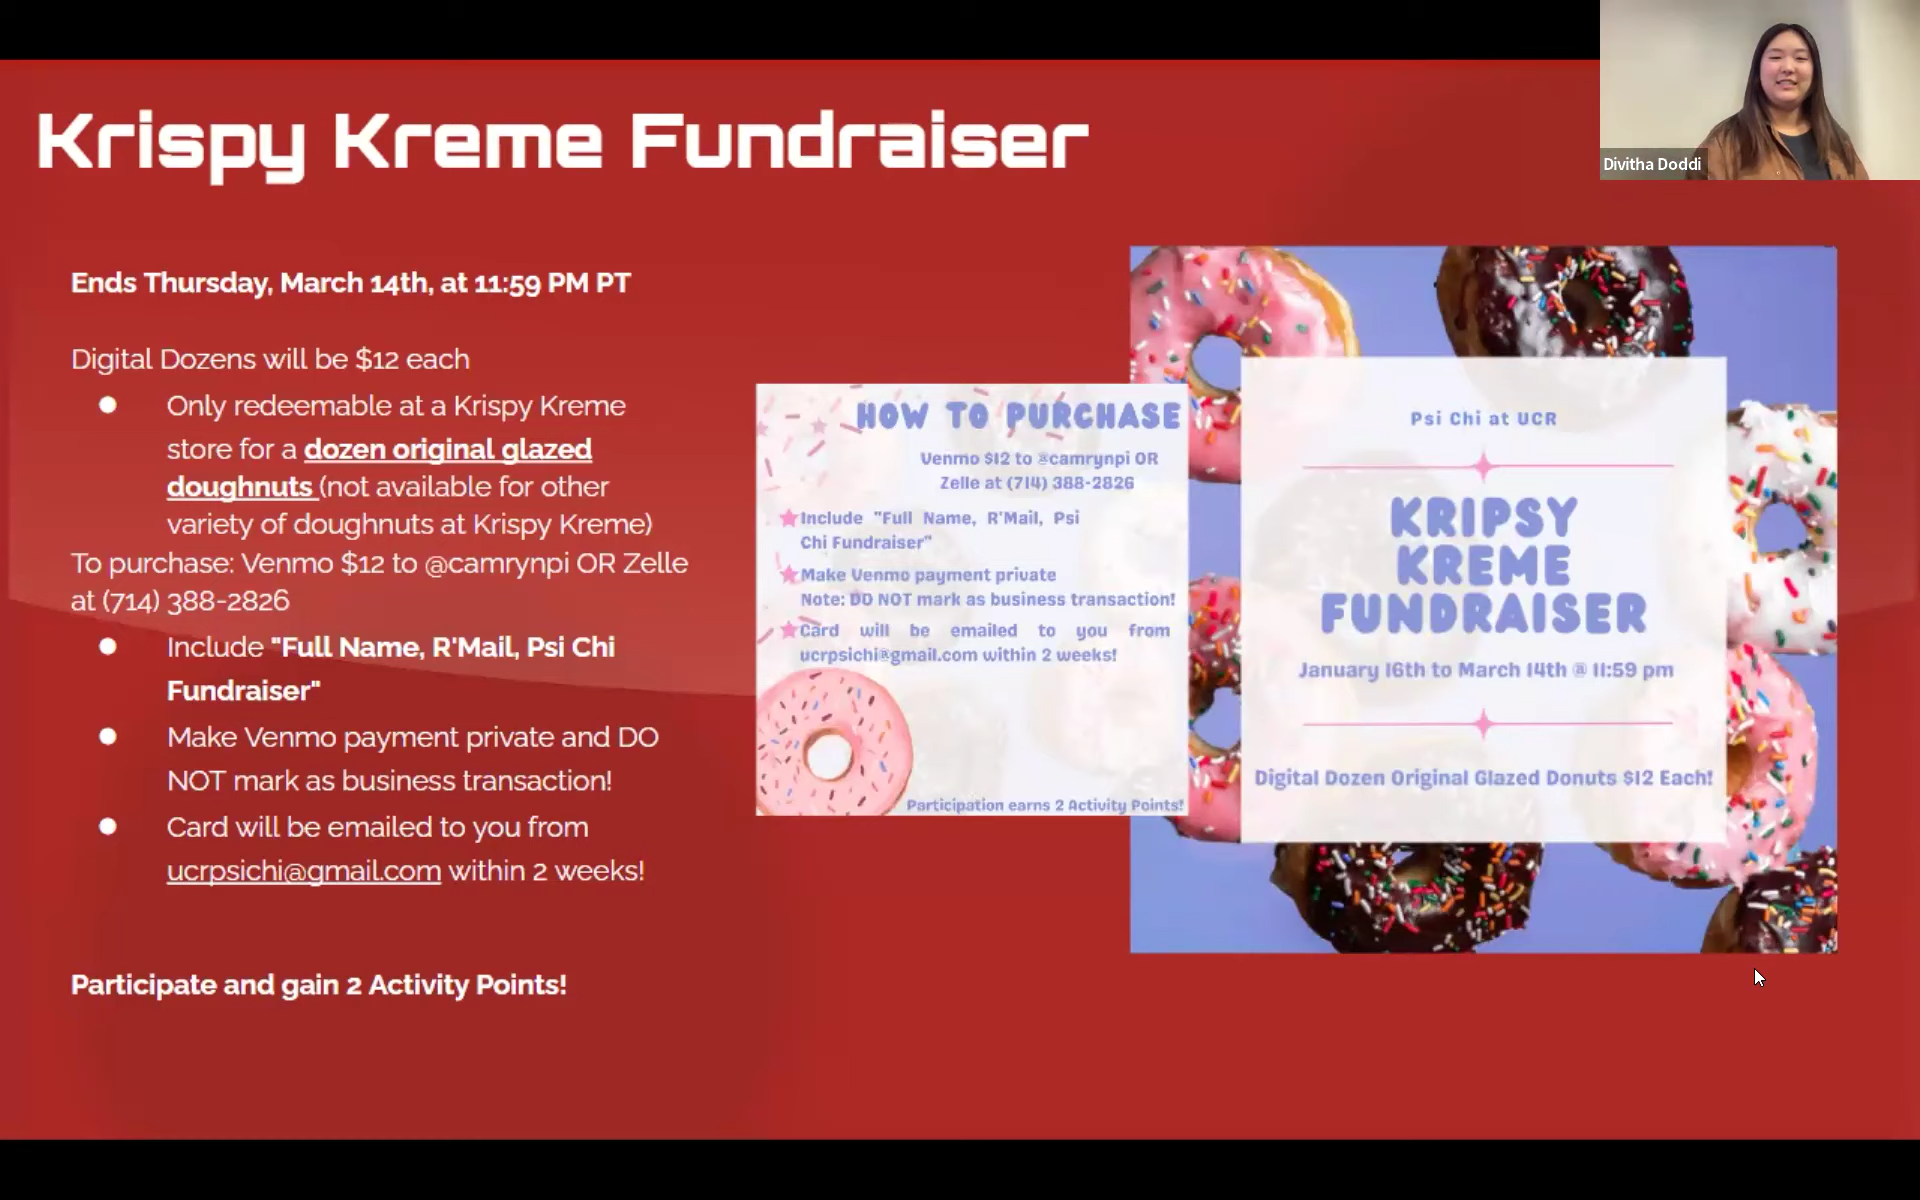 Krispy Kreme Fundraiser
Divitha Doddi
Ends Thursday, March 14th, at 11:59 PM PT
Digital Dozens will be $12 each
Only redeemable at a Krispy Kreme
store for a dozen original glazed
doughnuts (not available for other
variety of doughnuts at Krispy Kreme)
To purchase: Venmo $12 to @camrynpi OR Zelle
at (714) 388-2826
Include "Full Name, R'Mail, Psi Chi
Fundraiser"
Make Venmo payment private and DO
NOT mark as business transaction!
Card will be emailed to you from
ucrpsichi@gmail.com within 2 weeks!
Participate and gain 2 Activity Points!
HOW TO PURCHASE
Venmo $12 to @camrynpi OR
Zelle at (714) 388-2826
Include "Full Name, R'Mail, Psi
Chi Fundraiser"
Make Venmo payment private
Note: DO NOT mark as business transaction!
Card will be emailed to you from
ucrpsichi@gmail.com within 2 weeks!
Participation earns 2 Activity Points!
Psi Chi at UCR
KRIPSY
KREME
FUNDRAISER
January 16th to March 14th @ 11:59 pm
Digital Dozen Original Glazed Donuts $12 Each!